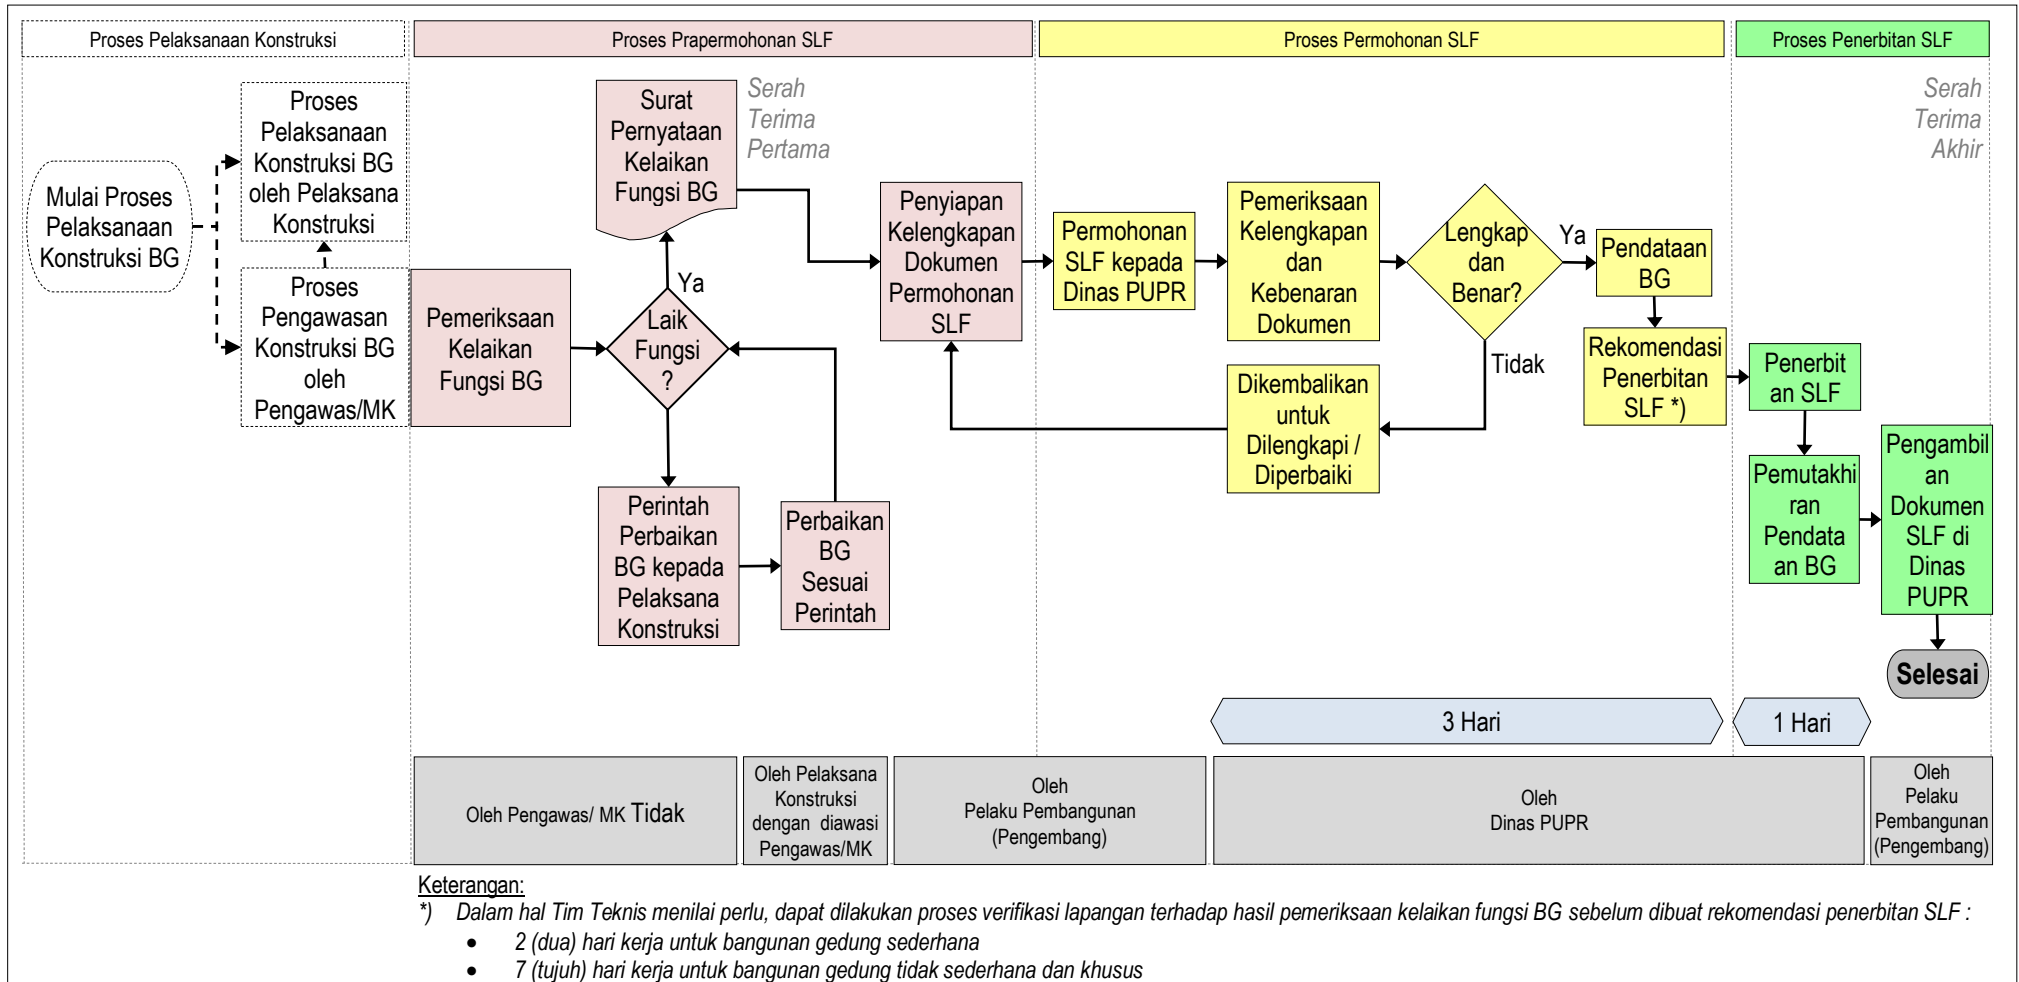 Proses Pelaksanaan Konstruksi
Proses Prapermohonan SLF
Proses Permohonan SLF
Proses Penerbitan SLF
Mulai Proses
Pelaksanaan
Konstruksi BG
Proses
Pelaksanaan
Konstruksi BG
oleh Pelaksana
Konstruksi
Proses
Pengawasan
Konstruksi BG
oleh
Pengawas/MK
Pemeriksaan
Kelaikan
Fungsi BG
Surat
Pernyataan
Kelaikan
Fungsi BG
Serah
Terima
Pertama
Ya
Laik
Fungsi
?
Perintah
Perbaikan
BG kepada
Pelaksana
Konstruksi
Perbaikan
BG
Sesuai
Perintah
Penyiapan
Kelengkapan
Dokumen
Permohonan
SLF
Permohonan
SLF kepada
Dinas PUPR
Pemeriksaan
Kelengkapan
dan
Kebenaran
Dokumen
Lengkap
dan
Benar?
Ya
Tidak
Dikembalikan
untuk
Dilengkapi /
Diperbaiki
Pendataan
BG
Rekomendasi
Penerbitan
SLF *)
Serah
Terima
Akhir
Penerbit
an SLF
Pemutakhi
ran
Pendata
an BG
Pengambil
an
Dokumen
SLF di
Dinas
PUPR
Selesai
3 Hari
1 Hari
Oleh Pengawas/ MK Tidak
Oleh Pelaksana
Konstruksi
dengan diawasi
Pengawas/MK
Oleh
Pelaku Pembangunan
(Pengembang)
Oleh
Dinas PUPR
Oleh
Pelaku
Pembangunan
(Pengembang)
Keterangan:
*) Dalam hal Tim Teknis menilai perlu, dapat dilakukan proses verifikasi lapangan terhadap hasil pemeriksaan kelaikan fungsi BG sebelum dibuat rekomendasi penerbitan SLF :
• 2 (dua) hari kerja untuk bangunan gedung sederhana
• 7 (tujuh) hari kerja untuk bangunan gedung tidak sederhana dan khusus